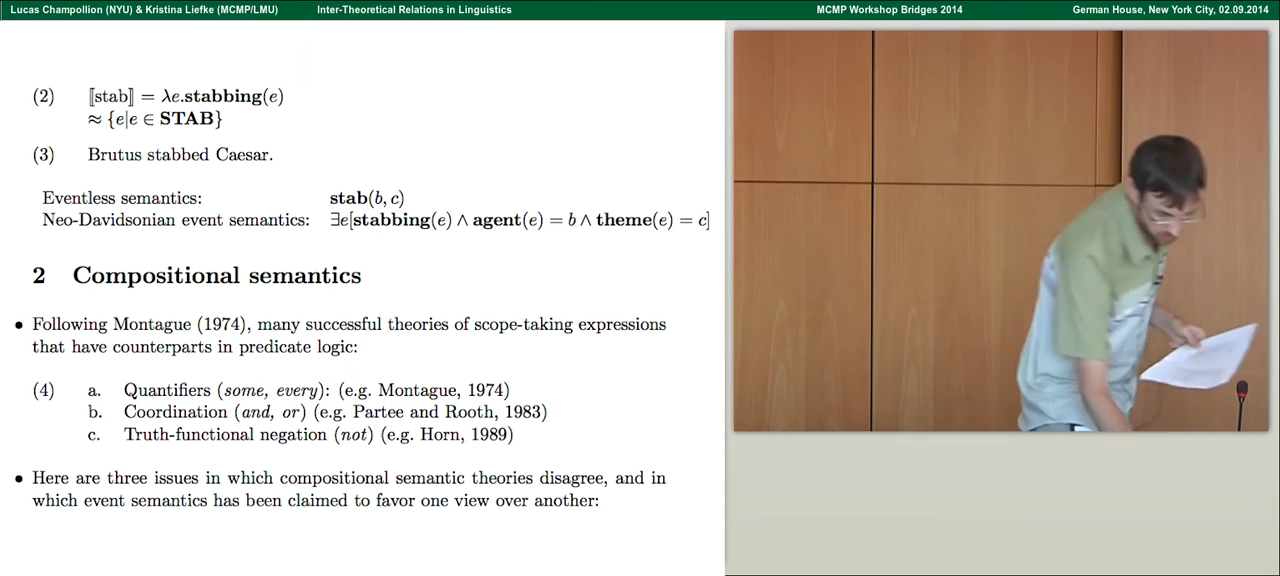 Lucas Champollion (NYU) & Kristina Liefke (MCMP/LMU) Inter-Theoretical Relations in Linguistics MCMP Workshop Bridges 2014 German House, New York City, 02.09.2014
(2) ⟦stab⟧ = λe.stabbing(e)
≈ {e|e ∈ STAB}
(3) Brutus stabbed Caesar.
Eventless semantics: stab(b, c)
Neo-Davidsonian event semantics: ∃e[stabbing(e) ∧ agent(e) = b ∧ theme(e) = c]
2 Compositional semantics
• Following Montague (1974), many successful theories of scope-taking expressions
that have counterparts in predicate logic:
(4) a. Quantifiers (some, every): (e.g. Montague, 1974)
b. Coordination (and, or) (e.g. Partee and Rooth, 1983)
c. Truth-functional negation (not) (e.g. Horn, 1989)
• Here are three issues in which compositional semantic theories disagree, and in
which event semantics has been claimed to favor one view over another: